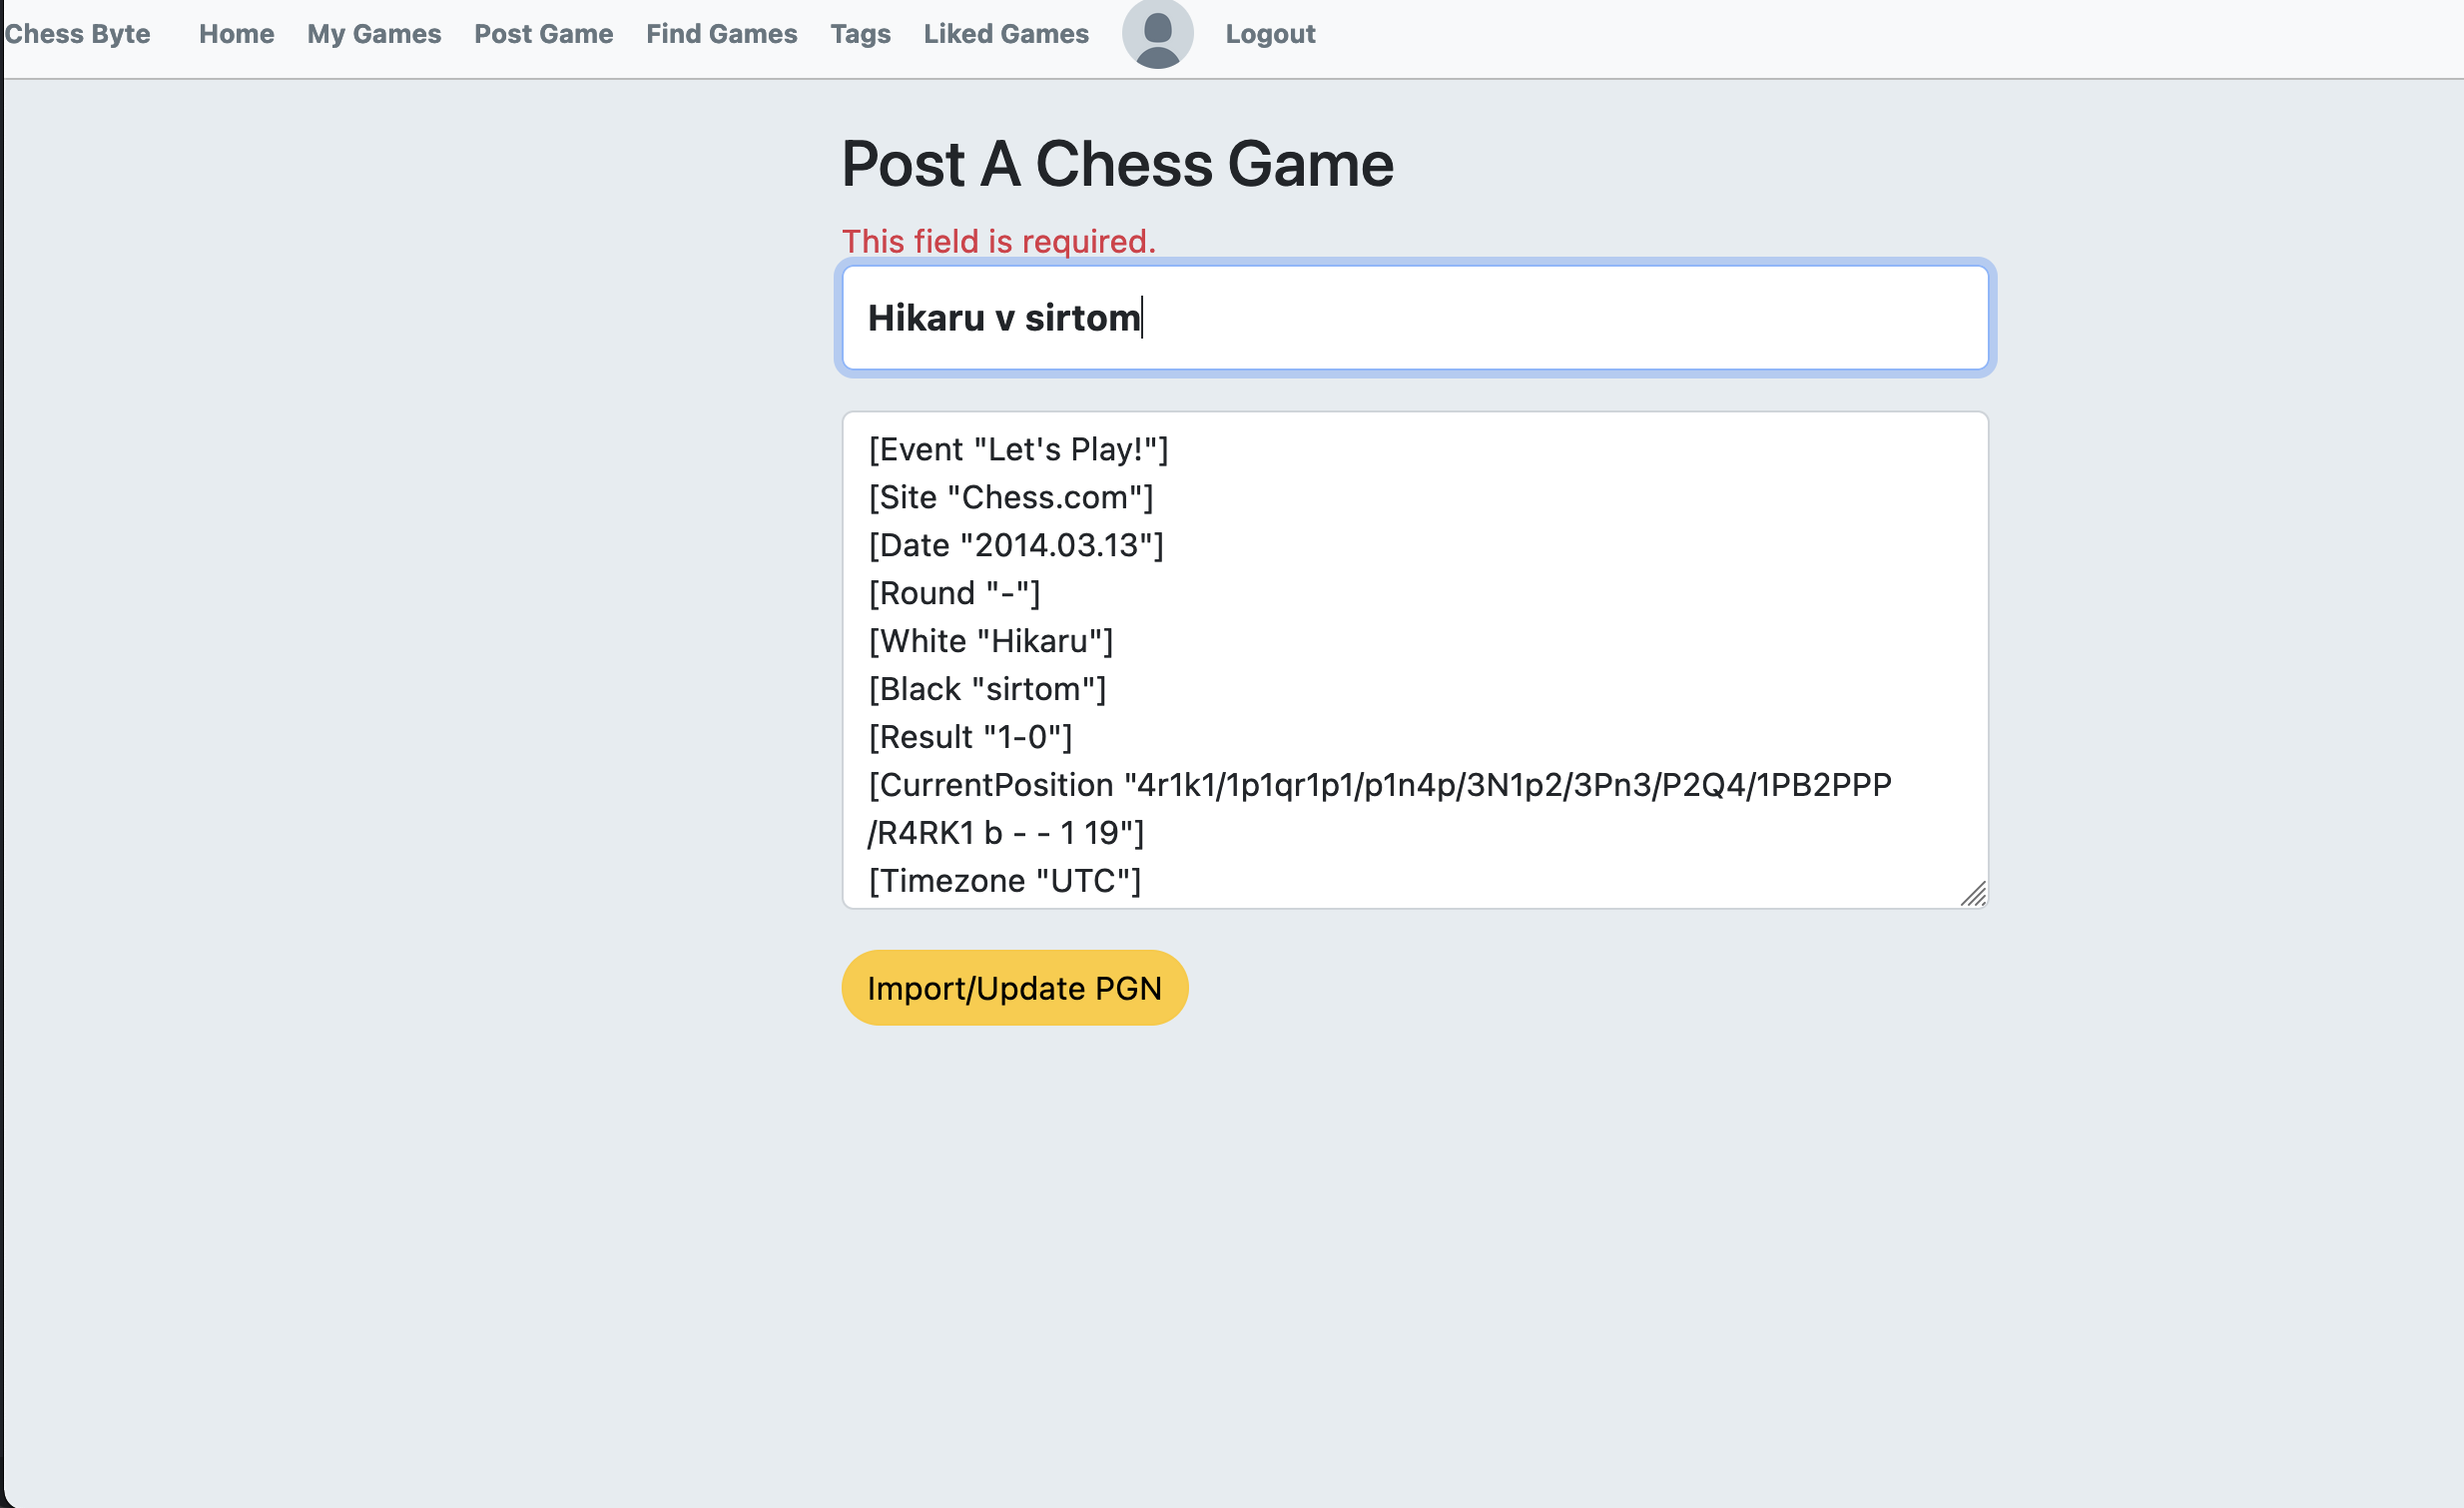 Chess Byte Home My Games Post Game Find Games Tags Liked Games Logout
Post A Chess Game
This field is required.
Hikaru v sirtom
[Event "Let's Play!"]
[Site "Chess.com"]
[Date "2014.03.13"]
[Round "-"]
[White "Hikaru"]
[Black "sirtom"]
[Result "1-0"]
[CurrentPosition "4r1k1/1p1qr1p1/p1n4p/3N1p2/3Pn3/P2Q4/1PB2PPP
/R4RK1 b - - 1 19"]
[Timezone "UTC"]
Import/Update PGN